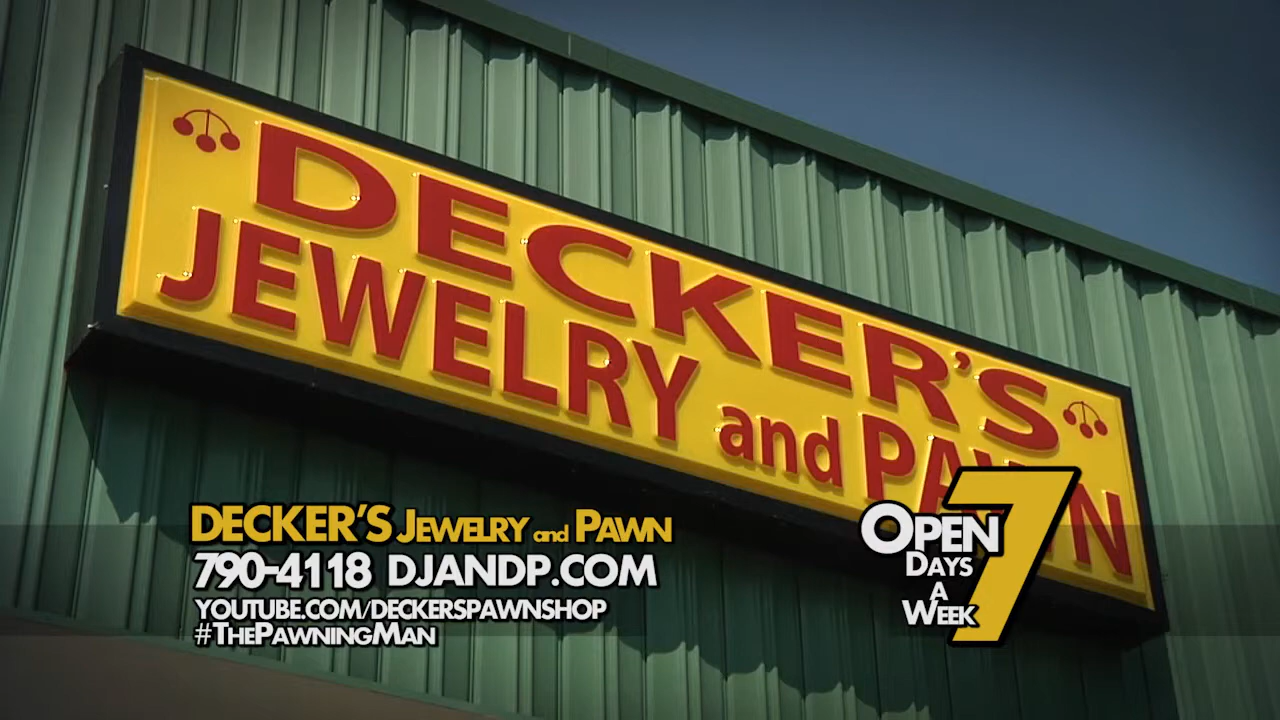 DECKER'S
JEWELRY and PAWN
DECKER'S JEWELRY and PAWN
790-4118 DJANDP.COM
YOUTUBE.COM/DECKERSPAWNSHOP
#THEPAWNINGMAN
OPEN 7
DAYS
A
WEEK